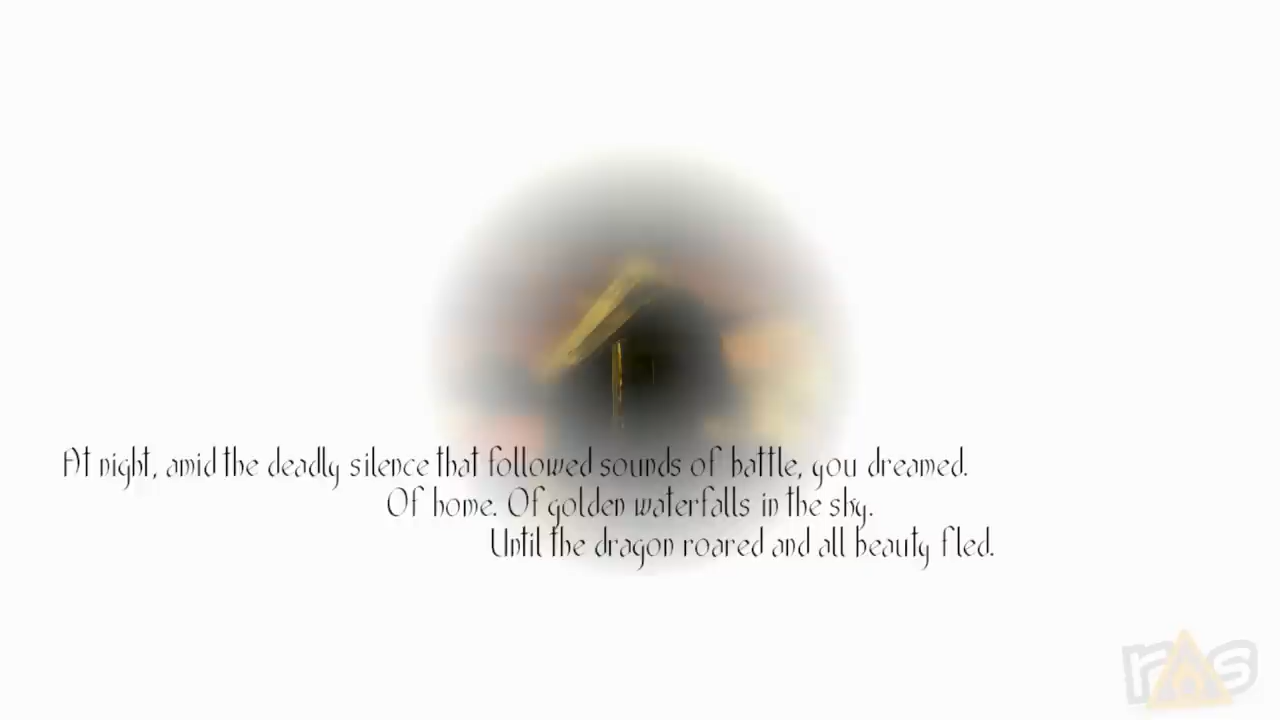 At night, amid the deadly silence that followed sounds of battle, you dreamed.
Of home. Of golden waterfalls in the sky.
Until the dragon roared and all beauty fled.
ras